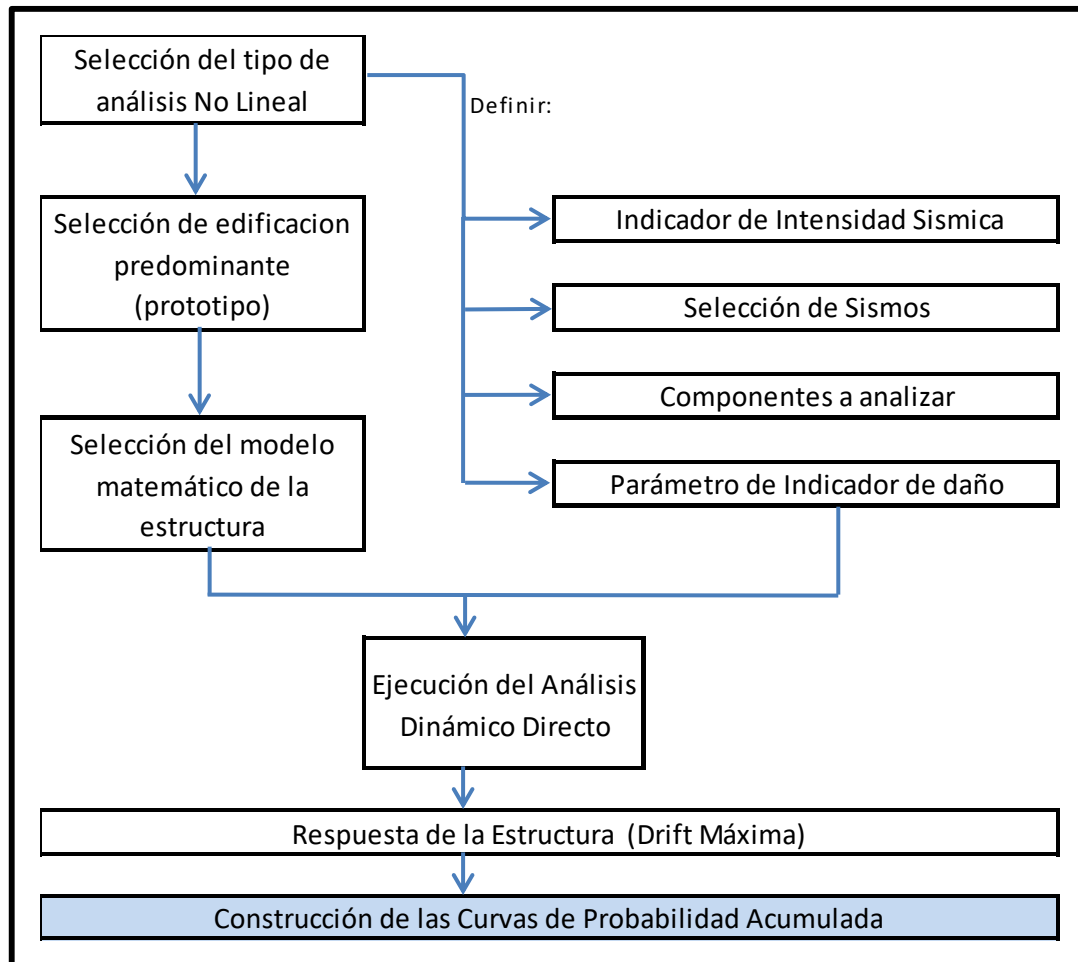 Selección del tipo de
análisis No Lineal
Definir:
Selección de edificacion
predominante
(prototipo)
Indicador de Intensidad Sismica
Selección de Sismos
Componentes a analizar
Selección del modelo
matemático de la
estructura
Parámetro de Indicador de daño
Ejecución del Análisis
Dinámico Directo
Respuesta de la Estructura (Drift Máxima)
Construcción de las Curvas de Probabilidad Acumulada